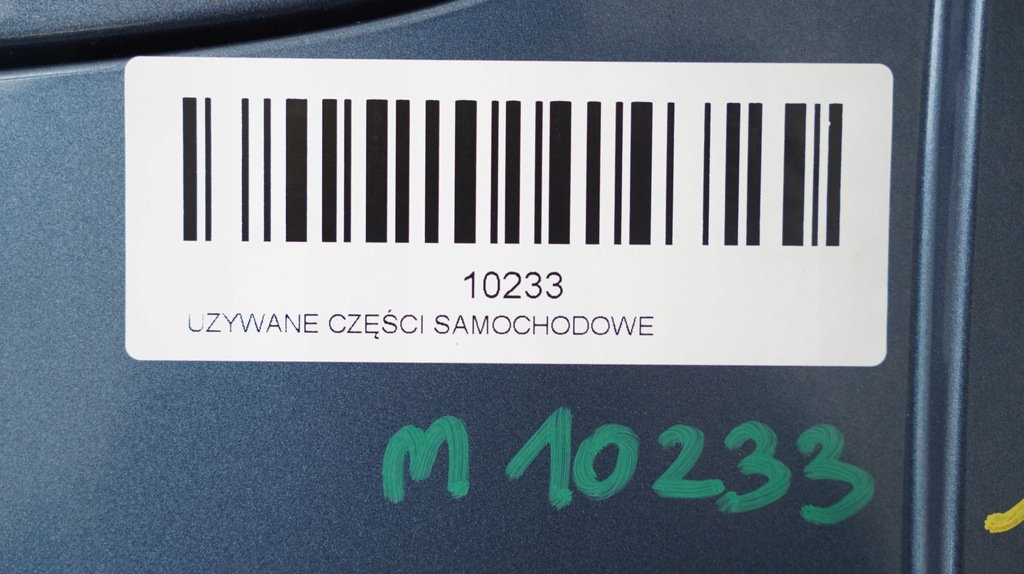 10233
UZYWANE CZĘŚCI SAMOCHODOWE
M 10233